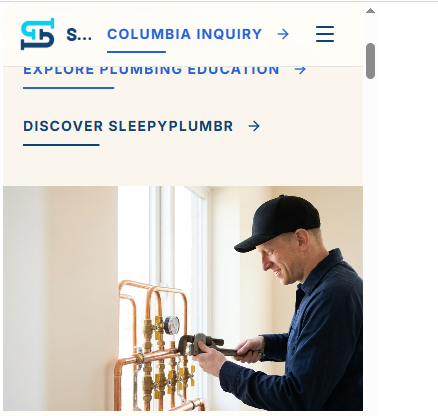 S...
COLUMBIA INQUIRY →
EXPLORE PLUMBING EDUCATION →
DISCOVER SLEEPYPLUMBR →